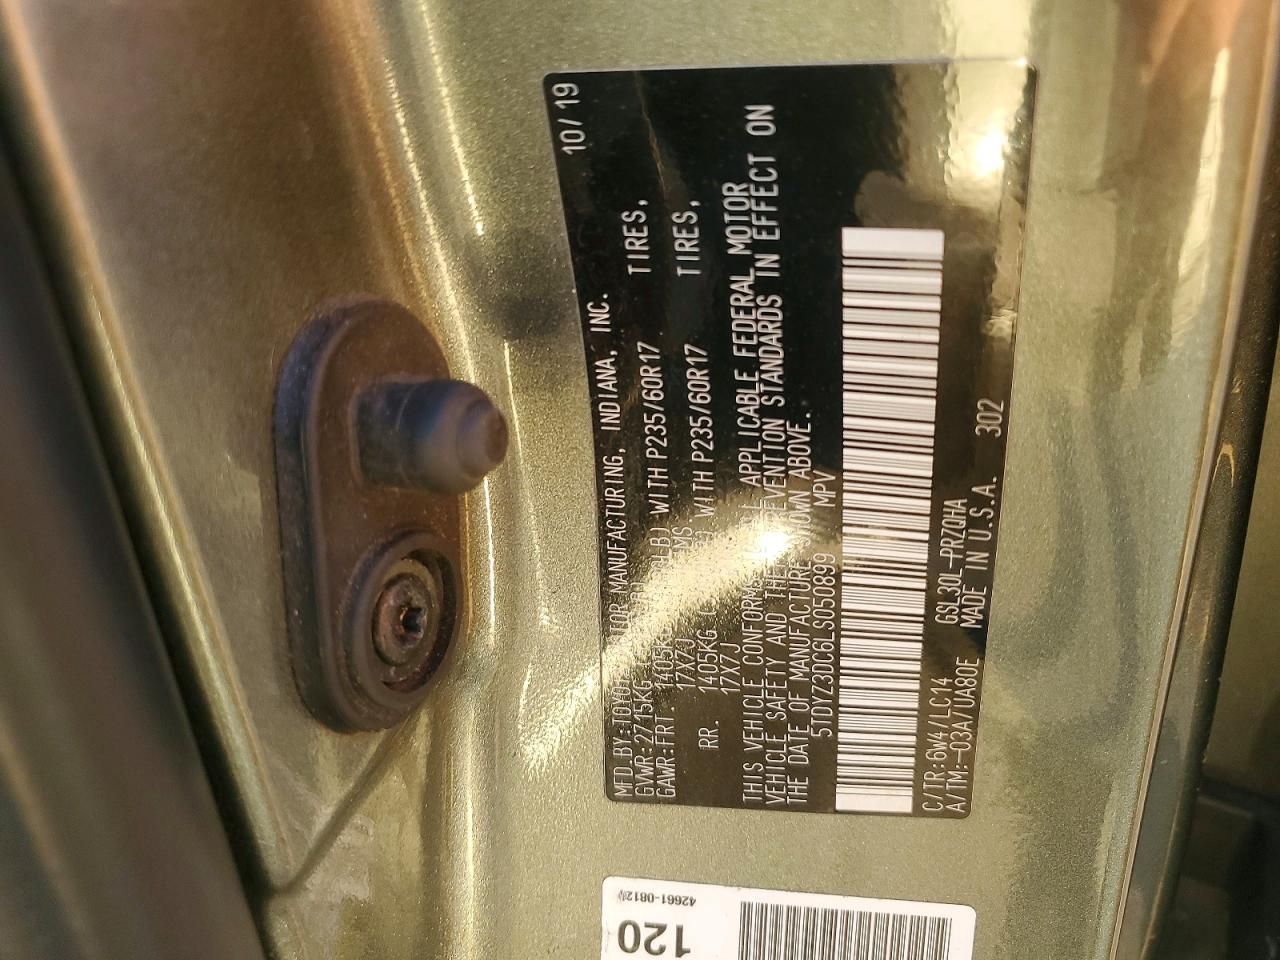 10/19
MFD.BY:TOYOTA MOTOR MANUFACTURING, INDIANA, INC.
GVWR:2715KG
GAWR:FRT. 1405KG WITH P235/60R17 TIRES,
17X7J
RR. 1405KG WITH P235/60R17 TIRES,
17X7J
THIS VEHICLE CONFORMS ALL APPLICABLE FEDERAL MOTOR
VEHICLE SAFETY AND THEFT PREVENTION STANDARDS IN EFFECT ON
THE DATE OF MANUFACTURE SHOWN ABOVE.
5TDYZ3DC6LS050899 MPV
C/TR:6W4/LC14 GSL30L-PRZQHA
A/TM:-03A/UA80E MADE IN U.S.A. 302
42661-0812
120